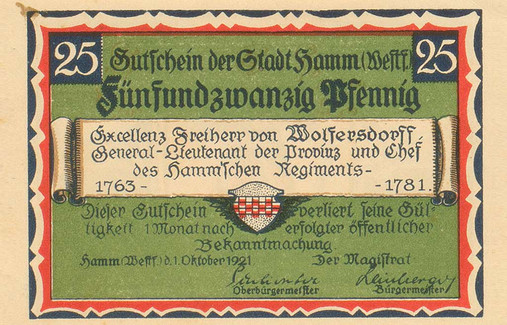 25 Gutschein der Stadt Hamm (Westf.) 25
Fünfundzwanzig Pfennig
Excellenz Freiherr von Wolfersdorff,
General-Lieutenant der Provinz und Chef
des Hamm'schen Regiments-
1763- -1781.
Dieser Gutschein verliert seine Gül-
tigkeit 1 Monat nach erfolgter öffentlicher
Bekanntmachung
Hamm (Westf) d. 1. Oktober 1921 Der Magistrat
Oberbürgermeister Bürgermeister